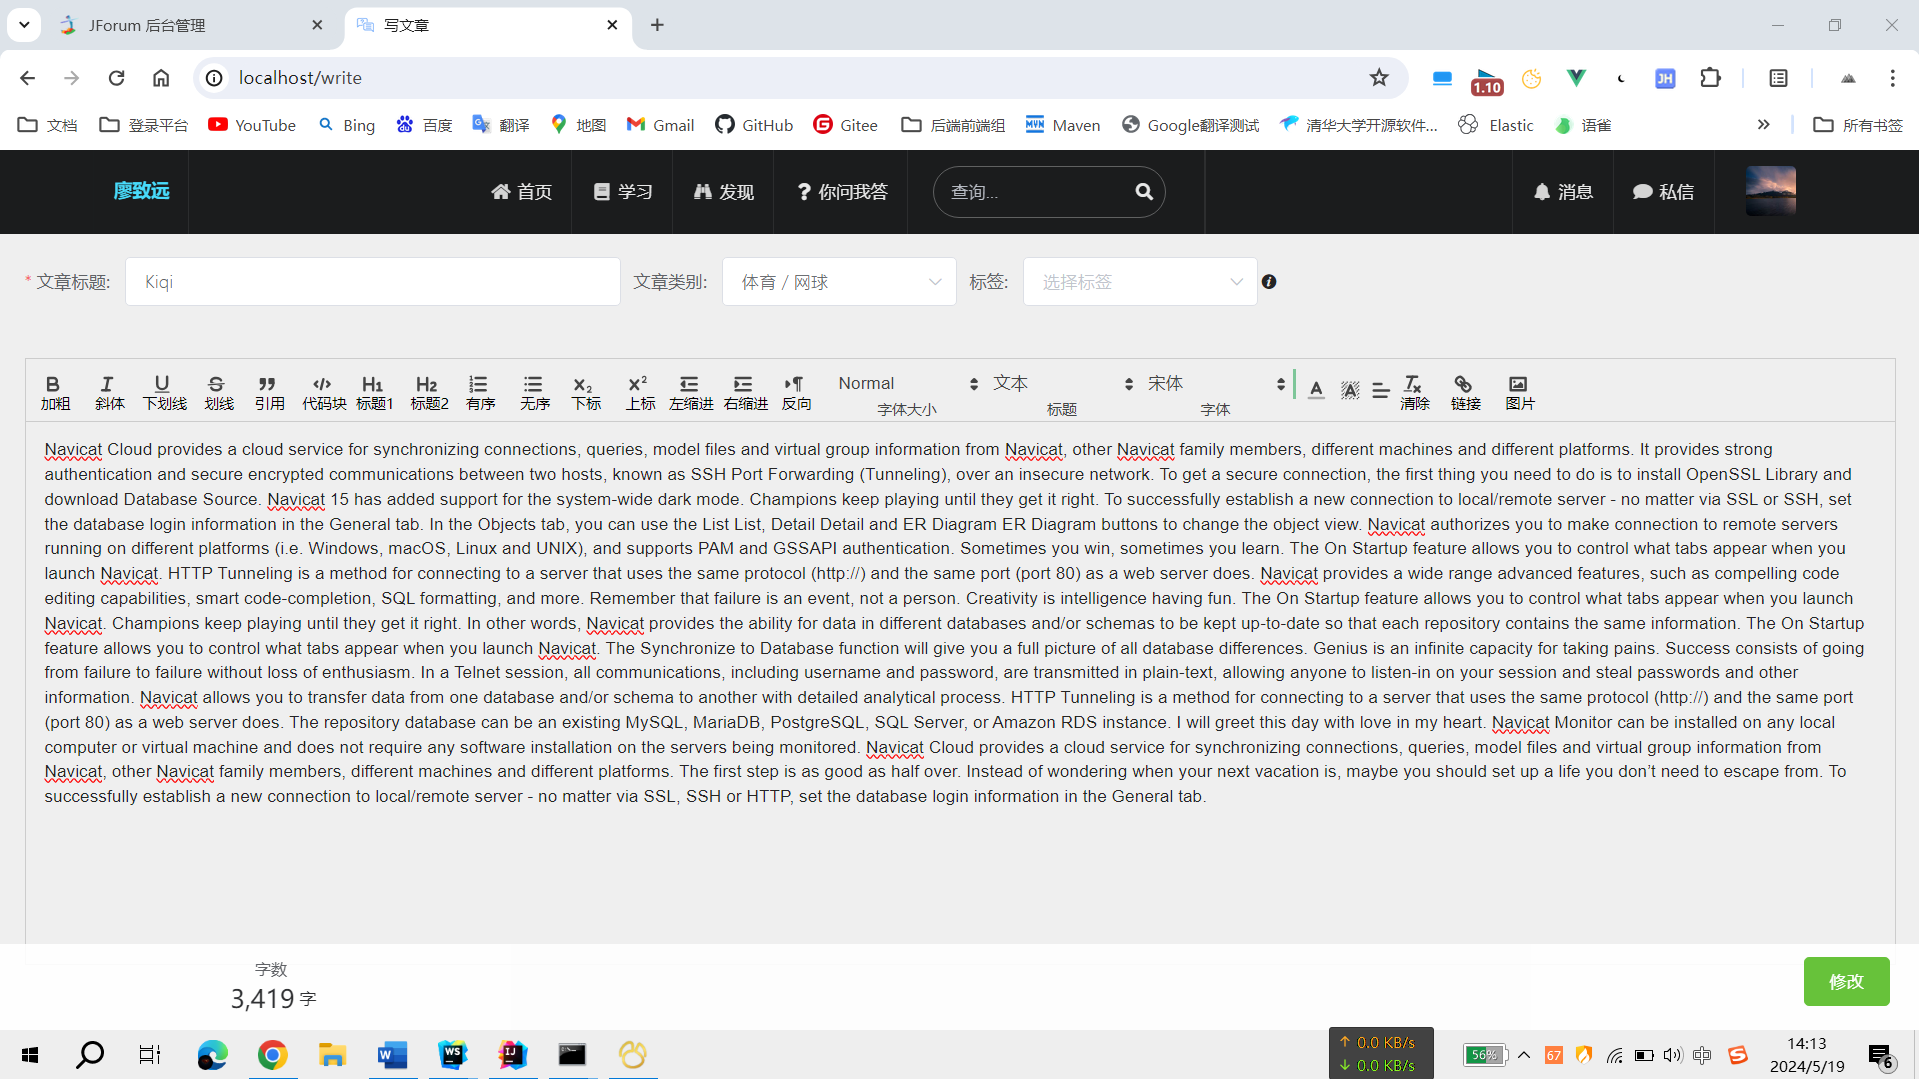 JForum 后台管理
写文章
localhost/write
1.10
JH
文档 登录平台 YouTube Bing 百度 翻译 地图 Gmail GitHub Gitee 后端前端组 Maven Google翻译测试 清华大学开源软件... Elastic 语雀 所有书签
廖致远 首页 学习 发现 你问我答 查询... 消息 私信
* 文章标题: Kiqi 文章类别: 体育 / 网球 标签: 选择标签
Normal 文本 宋体
加粗 斜体 下划线 划线 引用 代码块 标题1 标题2 有序 无序 下标 上标 左缩进 右缩进 反向 字体大小 标题 字体 清除 链接 图片
Navicat Cloud provides a cloud service for synchronizing connections, queries, model files and virtual group information from Navicat, other Navicat family members, different machines and different platforms. It provides strong
authentication and secure encrypted communications between two hosts, known as SSH Port Forwarding (Tunneling), over an insecure network. To get a secure connection, the first thing you need to do is to install OpenSSL Library and
download Database Source. Navicat 15 has added support for the system-wide dark mode. Champions keep playing until they get it right. To successfully establish a new connection to local/remote server - no matter via SSL or SSH, set
the database login information in the General tab. In the Objects tab, you can use the List List, Detail Detail and ER Diagram ER Diagram buttons to change the object view. Navicat authorizes you to make connection to remote servers
running on different platforms (i.e. Windows, macOS, Linux and UNIX), and supports PAM and GSSAPI authentication. Sometimes you win, sometimes you learn. The On Startup feature allows you to control what tabs appear when you
launch Navicat. HTTP Tunneling is a method for connecting to a server that uses the same protocol (http://) and the same port (port 80) as a web server does. Navicat provides a wide range advanced features, such as compelling code
editing capabilities, smart code-completion, SQL formatting, and more. Remember that failure is an event, not a person. Creativity is intelligence having fun. The On Startup feature allows you to control what tabs appear when you launch
Navicat. Champions keep playing until they get it right. In other words, Navicat provides the ability for data in different databases and/or schemas to be kept up-to-date so that each repository contains the same information. The On Startup
feature allows you to control what tabs appear when you launch Navicat. The Synchronize to Database function will give you a full picture of all database differences. Genius is an infinite capacity for taking pains. Success consists of going
from failure to failure without loss of enthusiasm. In a Telnet session, all communications, including username and password, are transmitted in plain-text, allowing anyone to listen-in on your session and steal passwords and other
information. Navicat allows you to transfer data from one database and/or schema to another with detailed analytical process. HTTP Tunneling is a method for connecting to a server that uses the same protocol (http://) and the same port
(port 80) as a web server does. The repository database can be an existing MySQL, MariaDB, PostgreSQL, SQL Server, or Amazon RDS instance. I will greet this day with love in my heart. Navicat Monitor can be installed on any local
computer or virtual machine and does not require any software installation on the servers being monitored. Navicat Cloud provides a cloud service for synchronizing connections, queries, model files and virtual group information from
Navicat, other Navicat family members, different machines and different platforms. The first step is as good as half over. Instead of wondering when your next vacation is, maybe you should set up a life you don’t need to escape from. To
successfully establish a new connection to local/remote server - no matter via SSL, SSH or HTTP, set the database login information in the General tab.
字数
3,419 字
修改
↑ 0.0 KB/s
↓ 0.0 KB/s
56%
67
中
14:13
2024/5/19
6